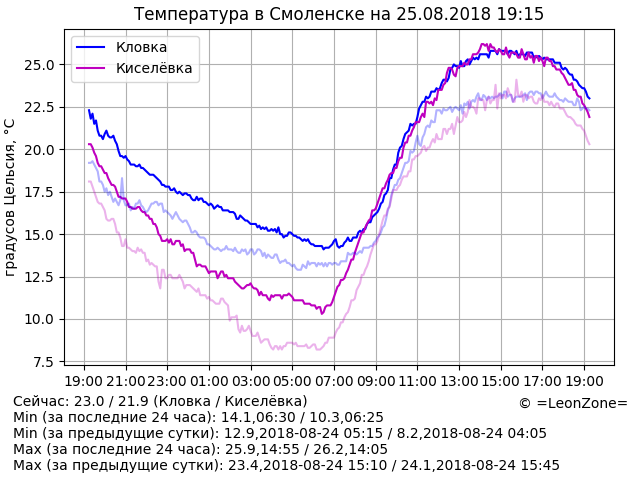 Температура в Смоленске на 25.08.2018 19:15
Кловка
Киселёвка
градусов Цельсия, °C
25.0
22.5
20.0
17.5
15.0
12.5
10.0
7.5
19:00 21:00 23:00 01:00 03:00 05:00 07:00 09:00 11:00 13:00 15:00 17:00 19:00
Сейчас: 23.0 / 21.9 (Кловка / Киселёвка)
© =LeonZone=
Min (за последние 24 часа): 14.1,06:30 / 10.3,06:25
Min (за предыдущие сутки): 12.9,2018-08-24 05:15 / 8.2,2018-08-24 04:05
Max (за последние 24 часа): 25.9,14:55 / 26.2,14:05
Max (за предыдущие сутки): 23.4,2018-08-24 15:10 / 24.1,2018-08-24 15:45